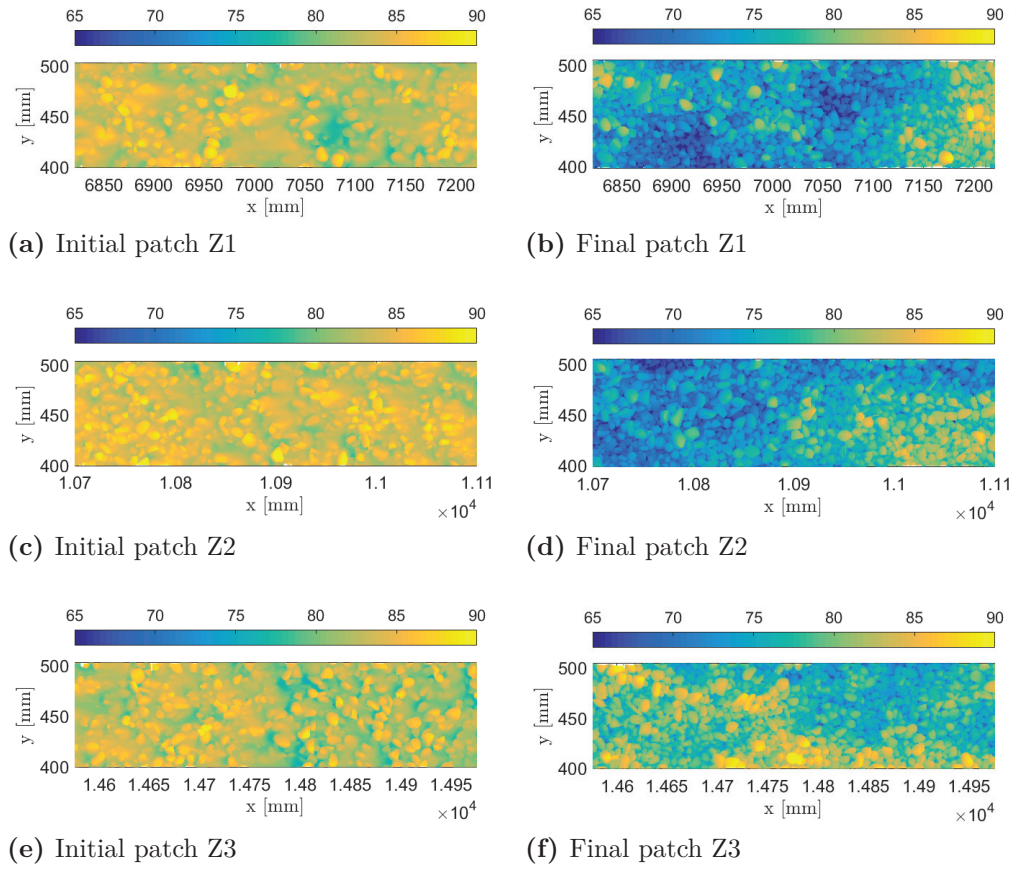 65 70 75 80 85 90
65 70 75 80 85 90
y [mm]
500
450
400
6850 6900 6950 7000 7050 7100 7150 7200
x [mm]
y [mm]
500
450
400
6850 6900 6950 7000 7050 7100 7150 7200
x [mm]
(a) Initial patch Z1
(b) Final patch Z1
65 70 75 80 85 90
65 70 75 80 85 90
y [mm]
500
450
400
1.07 1.08 1.09 1.1 1.11
x [mm]
×10⁴
y [mm]
500
450
400
1.07 1.08 1.09 1.1 1.11
x [mm]
×10⁴
(c) Initial patch Z2
(d) Final patch Z2
65 70 75 80 85 90
65 70 75 80 85 90
y [mm]
500
450
400
1.46 1.465 1.47 1.475 1.48 1.485 1.49 1.495
x [mm]
×10⁴
y [mm]
500
450
400
1.46 1.465 1.47 1.475 1.48 1.485 1.49 1.495
x [mm]
×10⁴
(e) Initial patch Z3
(f) Final patch Z3